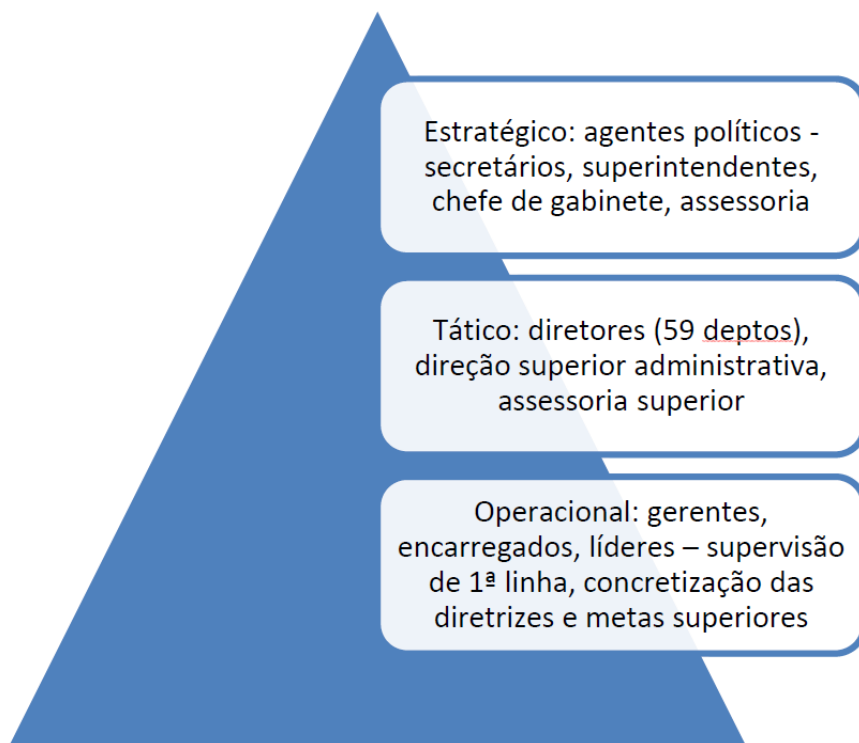 Estratégico: agentes políticos -
secretários, superintendentes,
chefe de gabinete, assessoria
Tático: diretores (59 deptos),
direção superior administrativa,
assessoria superior
Operacional: gerentes,
encarregados, líderes – supervisão
de 1ª linha, concretização das
diretrizes e metas superiores